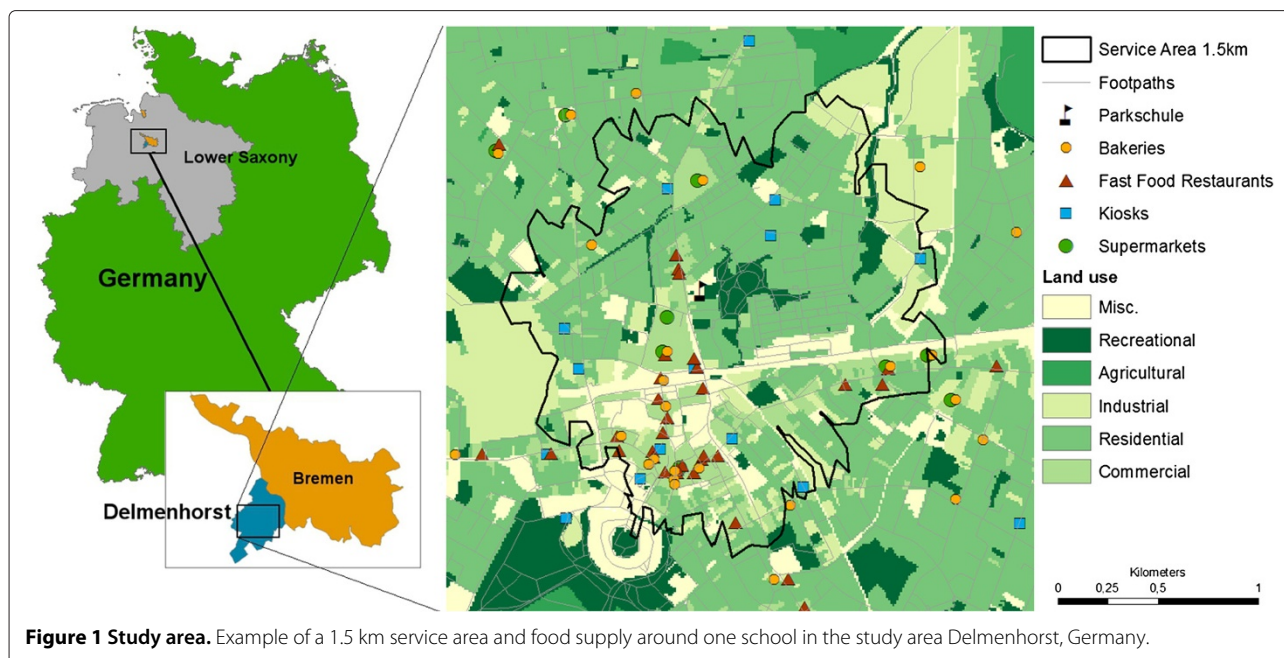 Lower Saxony
Germany
Bremen
Delmenhorst
Service Area 1.5km
Footpaths
Parkschule
Bakeries
Fast Food Restaurants
Kiosks
Supermarkets
Land use
Misc.
Recreational
Agricultural
Industrial
Residential
Commercial
Kilometers
0 0,25 0,5 1
Figure 1 Study area. Example of a 1.5 km service area and food supply around one school in the study area Delmenhorst, Germany.